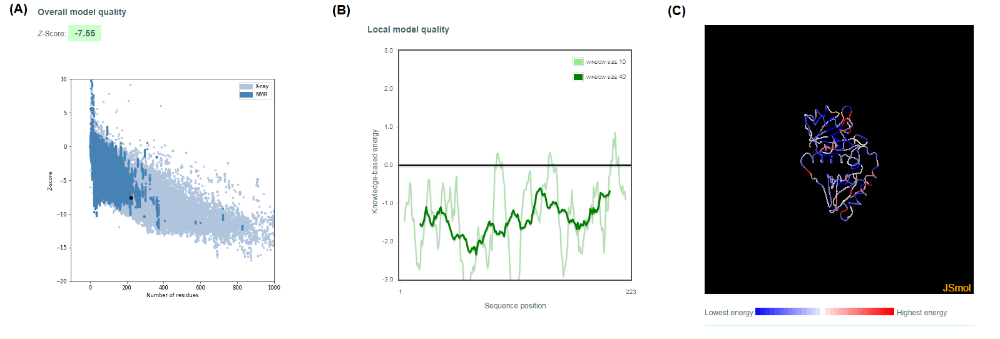 (A)
Overall model quality
Z-Score: -7.55
10
5
0
−5
−10
−15
−20
Z-score
X-ray
NMR
0 200 400 600 800 1000
Number of residues
(B)
Local model quality
3.0
2.0
1.0
0.0
-1.0
-2.0
-3.0
Knowledge-based energy
WINDOW SIZE 10
WINDOW SIZE 40
1 223
Sequence position
(C)
JSmol
Lowest energy Highest energy